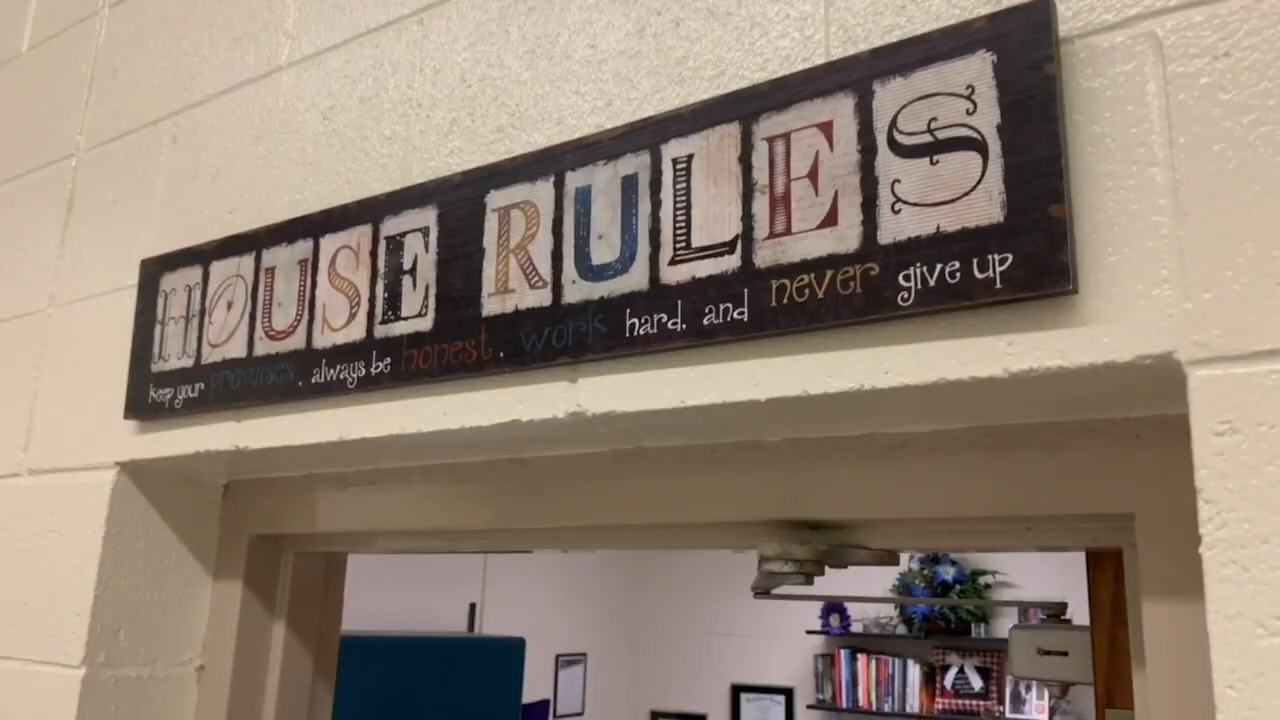 HOUSE RULES
keep your promises, always be honest, work hard, and never give up